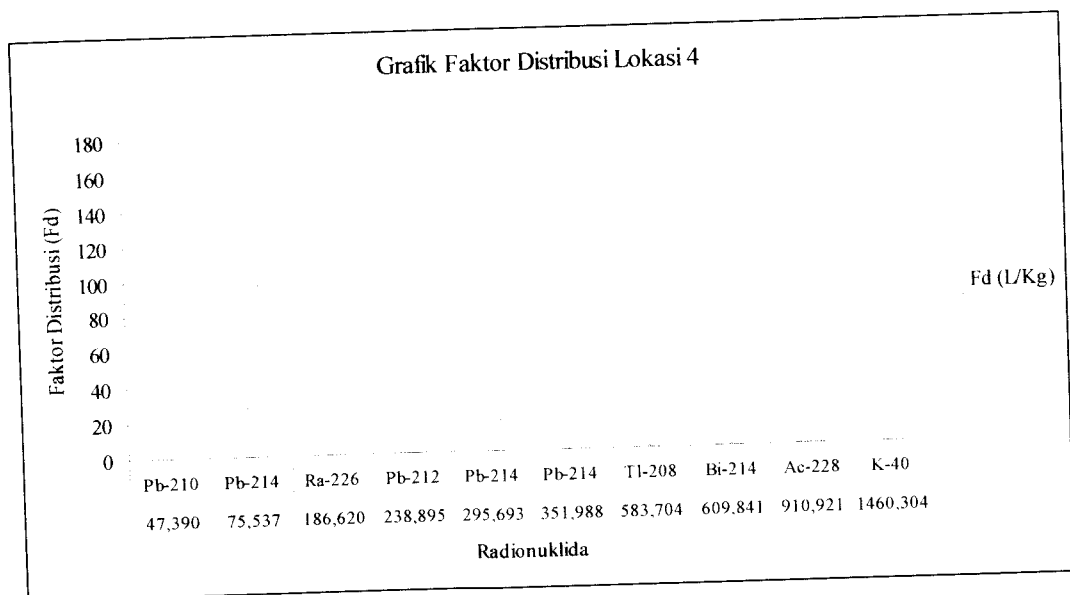 Grafik Faktor Distribusi Lokasi 4
Faktor Distribusi (Fd)
180
160
140
120
100
80
60
40
20
0
Fd (L/Kg)
Pb-210 Pb-214 Ra-226 Pb-212 Pb-214 Pb-214 Tl-208 Bi-214 Ac-228 K-40
47,390 75,537 186,620 238,895 295,693 351,988 583,704 609,841 910,921 1460,304
Radionuklida